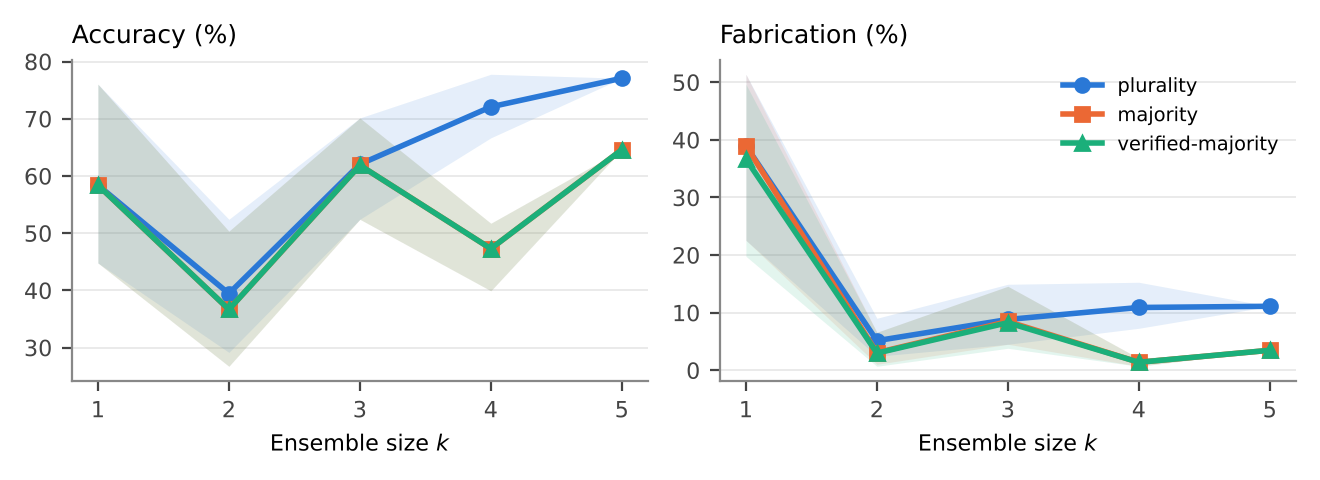 Accuracy (%)
80
70
60
50
40
30
1 2 3 4 5
Ensemble size k
Fabrication (%)
50
40
30
20
10
0
plurality
majority
verified-majority
1 2 3 4 5
Ensemble size k